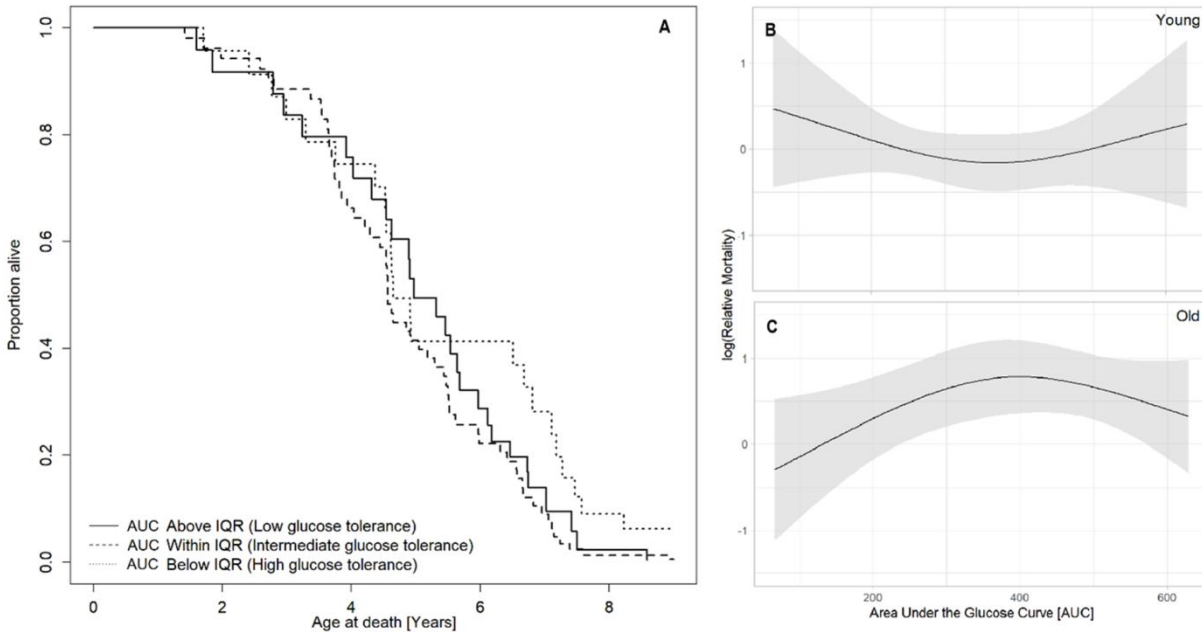 A
1.0
0.8
0.6
0.4
0.2
0.0
Proportion alive
AUC Above IQR (Low glucose tolerance)
AUC Within IQR (Intermediate glucose tolerance)
AUC Below IQR (High glucose tolerance)
0 2 4 6 8
Age at death [Years]
B
Young
1
0
-1
log(Relative Mortality)
C
Old
1
0
-1
200 400 600
Area Under the Glucose Curve [AUC]